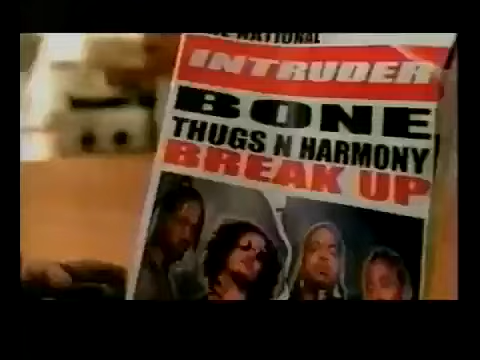 NATIONAL
INTRUDER
BONE
THUGS N HARMONY
BREAK UP